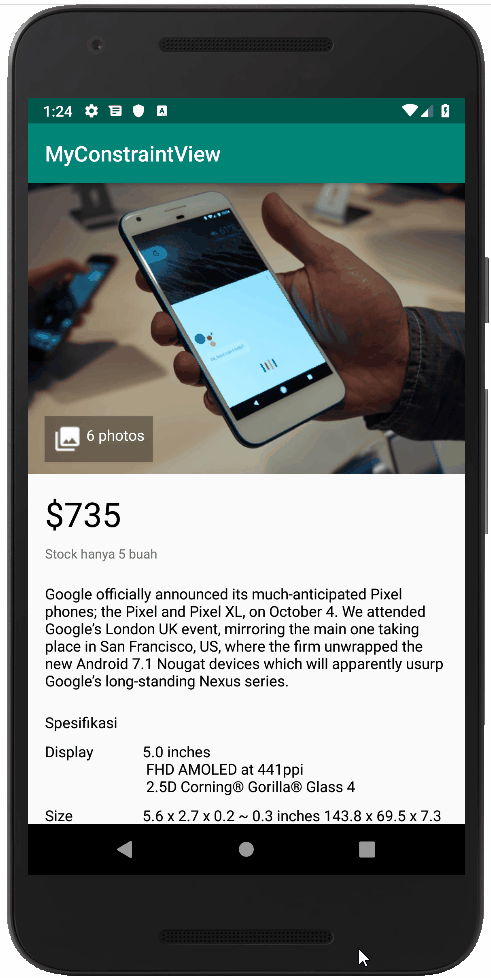 1:24
MyConstraintView
6 photos
$735
Stock hanya 5 buah
Google officially announced its much-anticipated Pixel
phones; the Pixel and Pixel XL, on October 4. We attended
Google’s London UK event, mirroring the main one taking
place in San Francisco, US, where the firm unwrapped the
new Android 7.1 Nougat devices which will apparently usurp
Google’s long-standing Nexus series.
Spesifikasi
Display 5.0 inches
FHD AMOLED at 441ppi
2.5D Corning® Gorilla® Glass 4
Size 5.6 x 2.7 x 0.2 ~ 0.3 inches 143.8 x 69.5 x 7.3